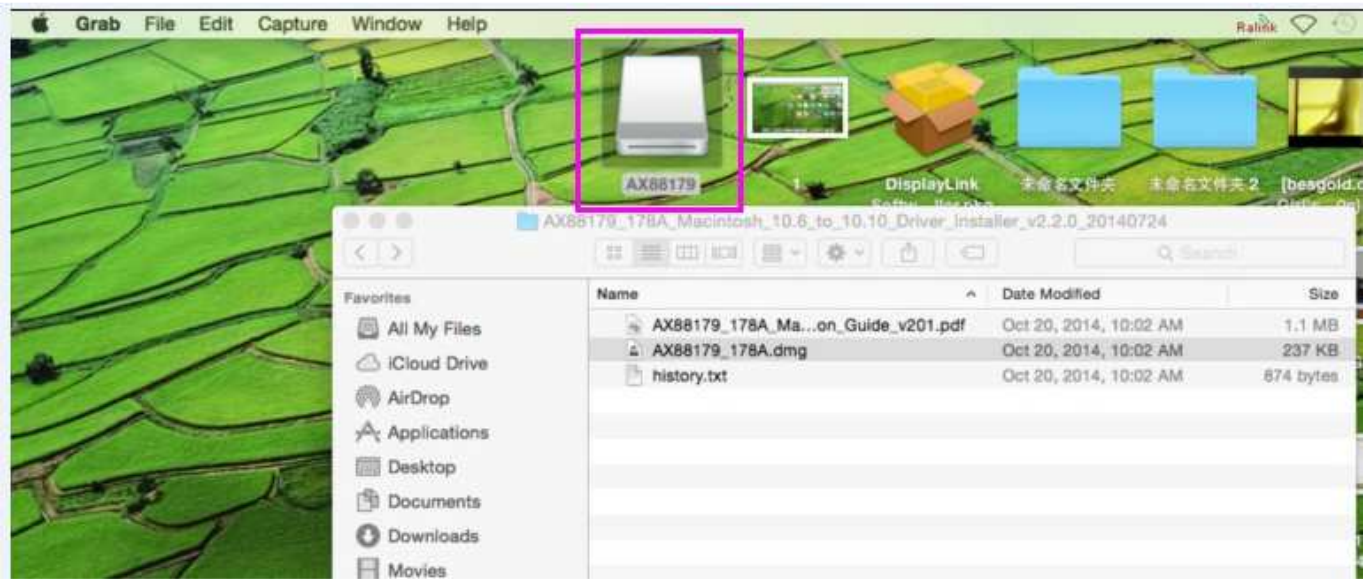 Grab File Edit Capture Window Help
Ralink
AX88179
1
DisplayLink
未命名文件夹
未命名文件夹 2
[besgold.c
AX88179_178A_Macintosh_10.6_to_10.10_Driver_Installer_v2.2.0_20140724
Search
Favorites
Name Date Modified Size
All My Files
AX88179_178A_Ma...on_Guide_v201.pdf Oct 20, 2014, 10:02 AM 1.1 MB
AX88179_178A.dmg Oct 20, 2014, 10:02 AM 237 KB
iCloud Drive
history.txt Oct 20, 2014, 10:02 AM 874 bytes
AirDrop
Applications
Desktop
Documents
Downloads
Movies